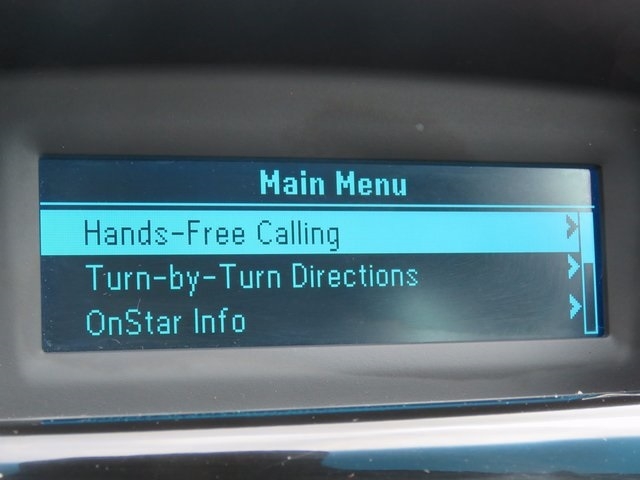 Main Menu
Hands-Free Calling
Turn-by-Turn Directions
OnStar Info